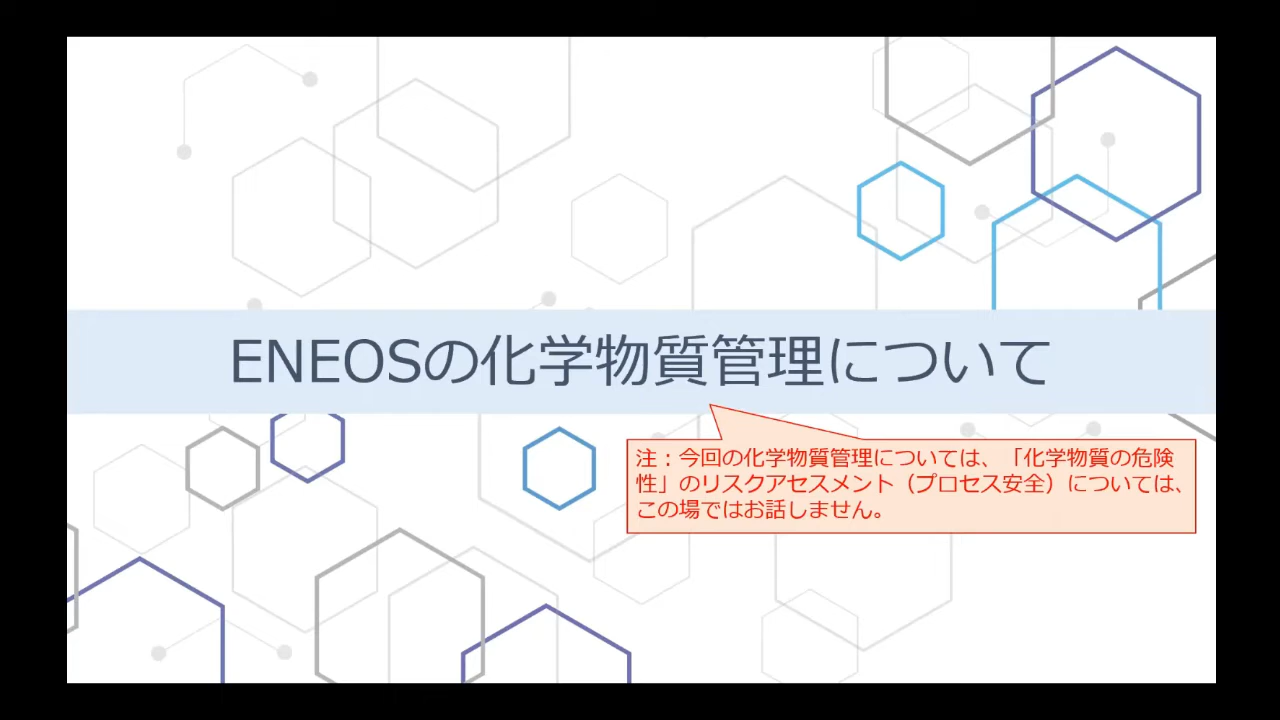 ENEOSの化学物質管理について
注：今回の化学物質管理については、「化学物質の危険
性」のリスクアセスメント（プロセス安全）については、
この場ではお話しません。